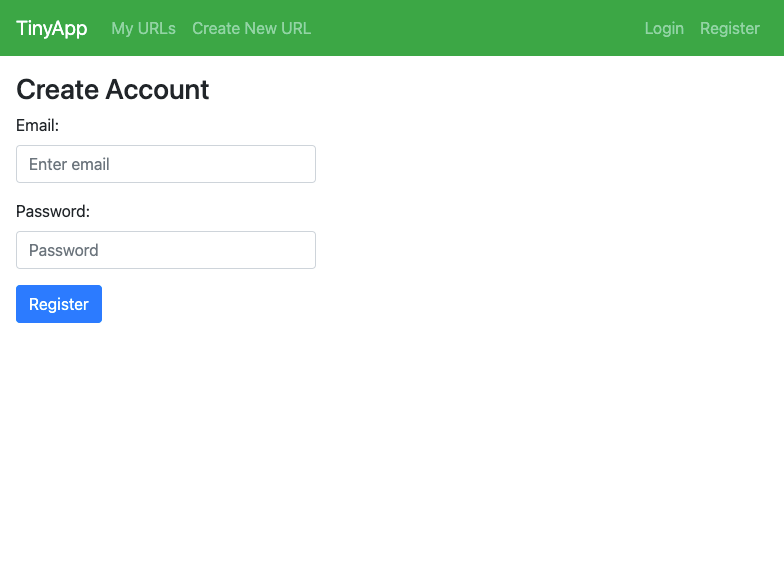 TinyApp My URLs Create New URL Login Register
Create Account
Email:
Enter email
Password:
Password
Register